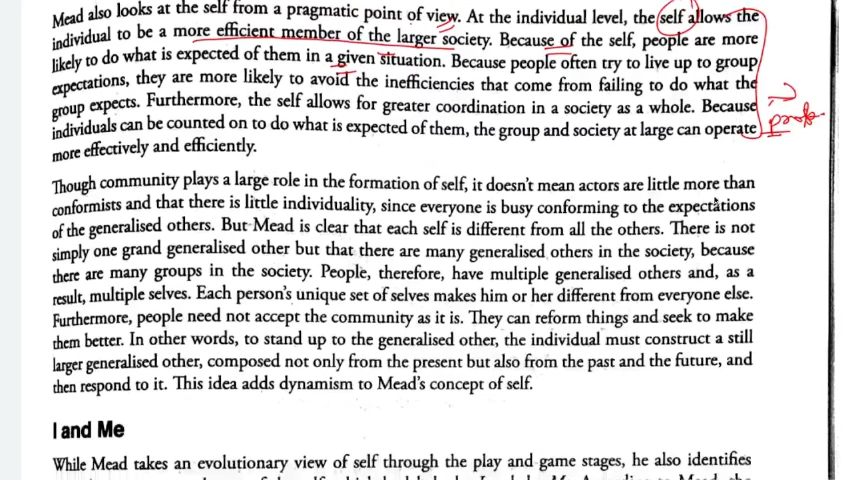 Mead also looks at the self from a pragmatic point of view. At the individual level, the self allows the
individual to be a more efficient member of the larger society. Because of the self, people are more
likely to do what is expected of them in a given situation. Because people often try to live up to group
expectations, they are more likely to avoid the inefficiencies that come from failing to do what the
group expects. Furthermore, the self allows for greater coordination in a society as a whole. Because
individuals can be counted on to do what is expected of them, the group and society at large can operate
more effectively and efficiently.
Though community plays a large role in the formation of self, it doesn't mean actors are little more than
conformists and that there is little individuality, since everyone is busy conforming to the expectations
of the generalised others. But Mead is clear that each self is different from all the others. There is not
simply one grand generalised other but that there are many generalised others in the society, because
there are many groups in the society. People, therefore, have multiple generalised others and, as a
result, multiple selves. Each person's unique set of selves makes him or her different from everyone else.
Furthermore, people need not accept the community as it is. They can reform things and seek to make
them better. In other words, to stand up to the generalised other, the individual must construct a still
larger generalised other, composed not only from the present but also from the past and the future, and
then respond to it. This idea adds dynamism to Mead's concept of self.
I and Me
While Mead takes an evolutionary view of self through the play and game stages, he also identifies